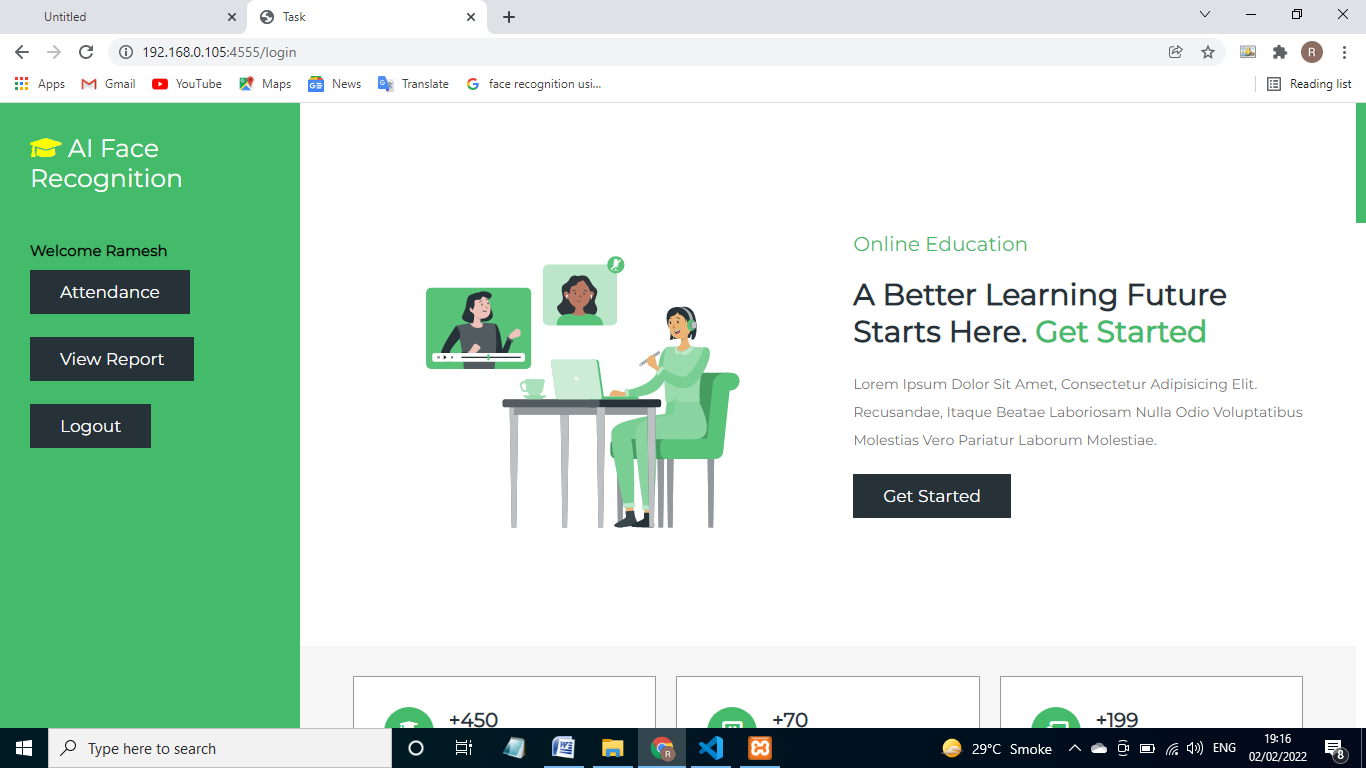 Untitled
Task
192.168.0.105:4555/login
R
Apps
Gmail
YouTube
Maps
News
Translate
face recognition usi...
Reading list
AI Face
Recognition
Welcome Ramesh
Attendance
View Report
Logout
Online Education
A Better Learning Future
Starts Here. Get Started
Lorem Ipsum Dolor Sit Amet, Consectetur Adipisicing Elit.
Recusandae, Itaque Beatae Laboriosam Nulla Odio Voluptatibus
Molestias Vero Pariatur Laborum Molestiae.
Get Started
+450
+70
+199
Type here to search
29°C Smoke
ENG
19:16
02/02/2022
8